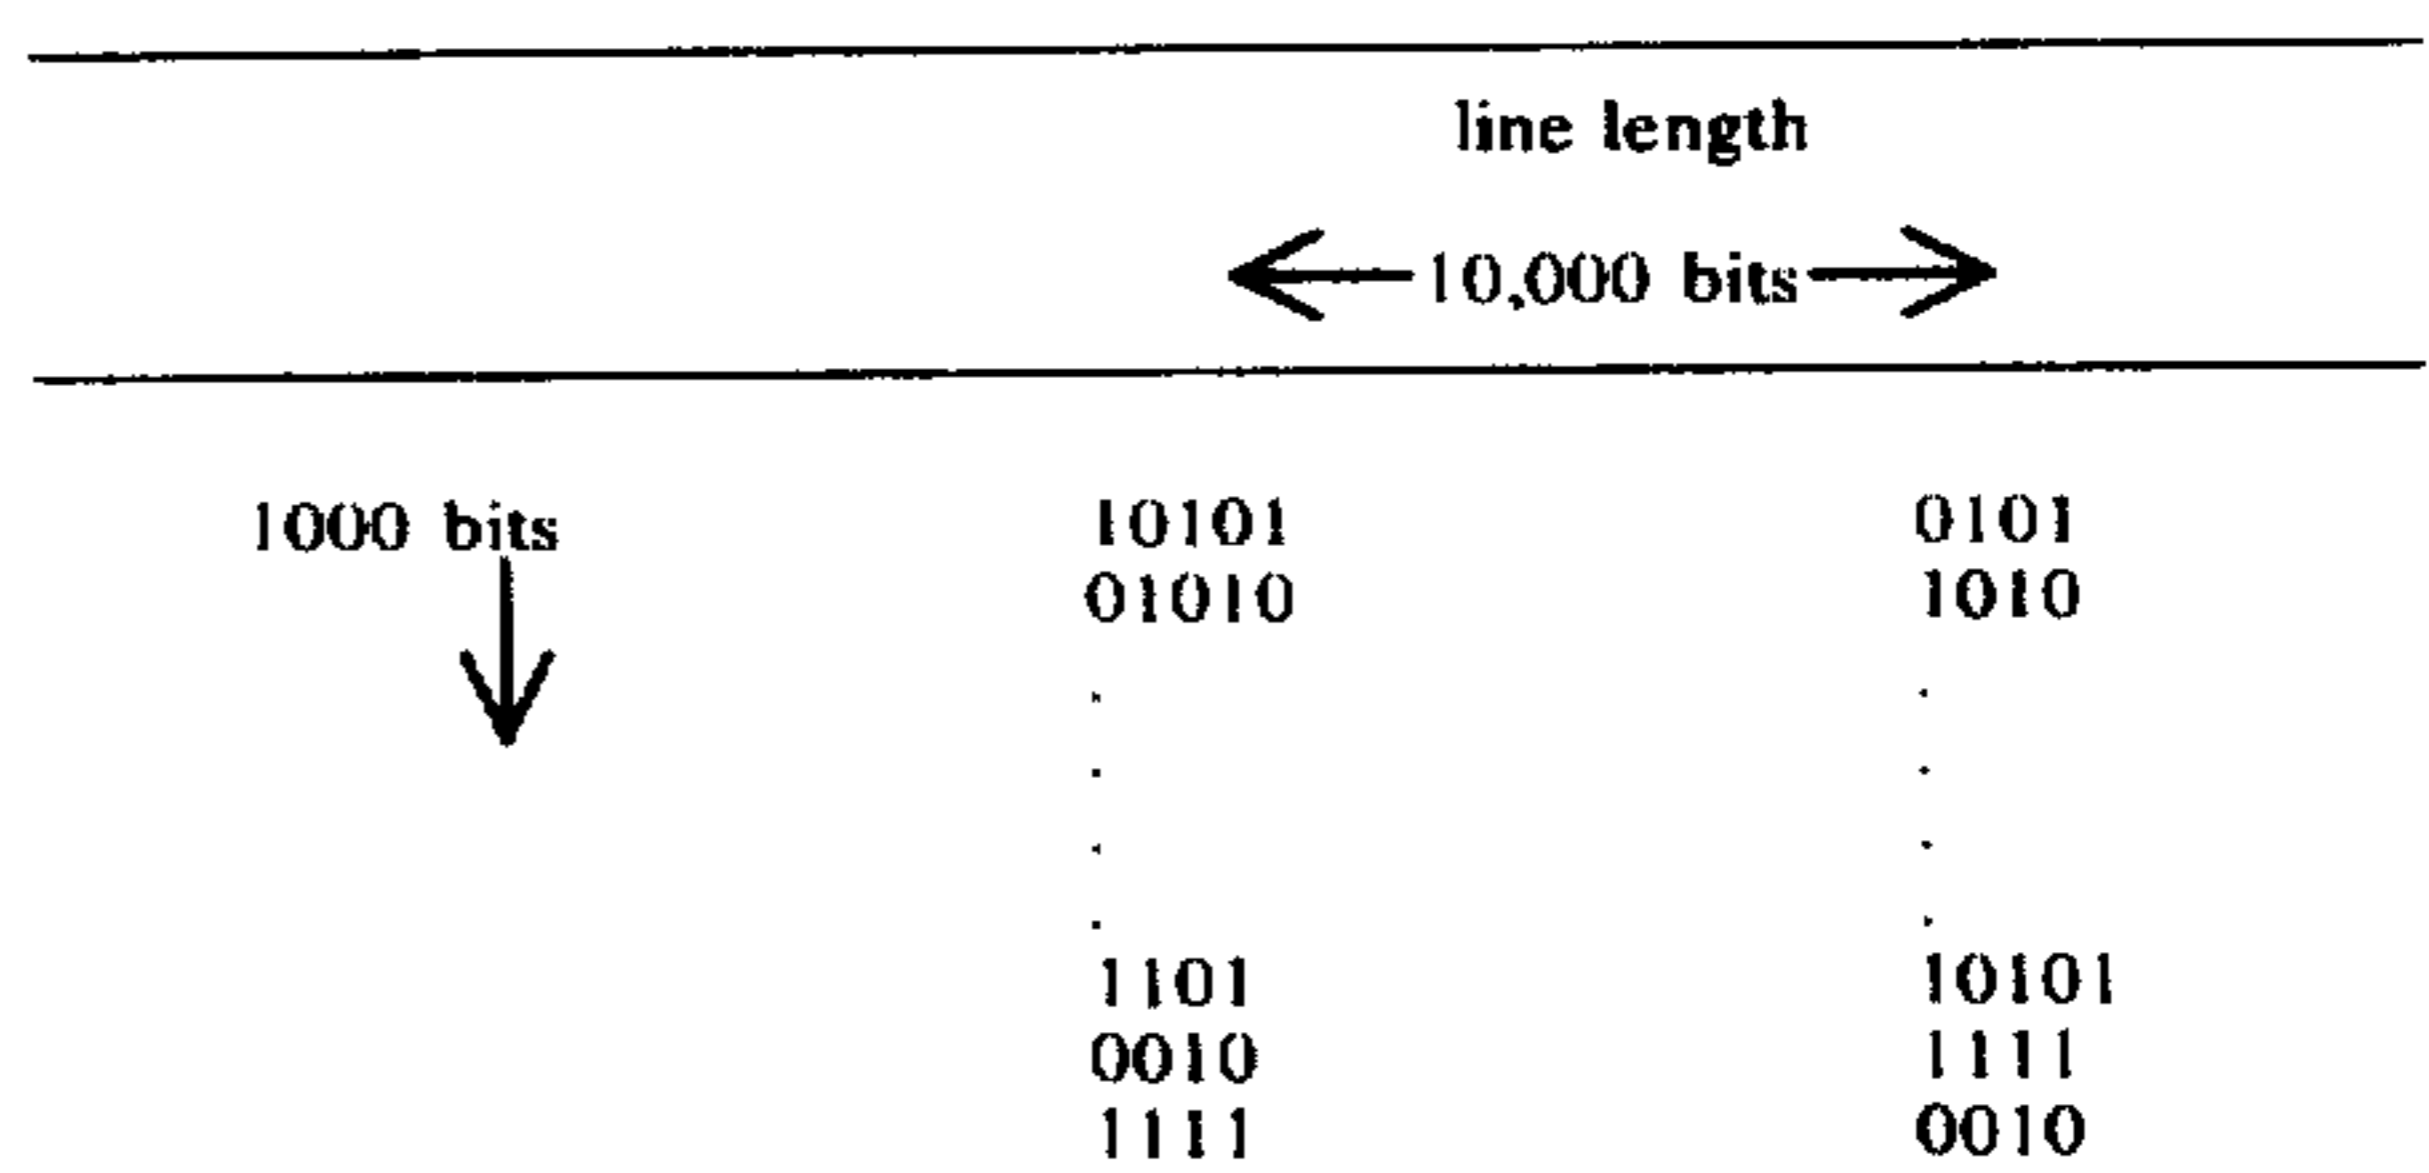 line length
10,000 bits
1000 bits 10101 0101
01010 1010
. .
. .
. .
. .
1101 10101
0010 1111
1111 0010